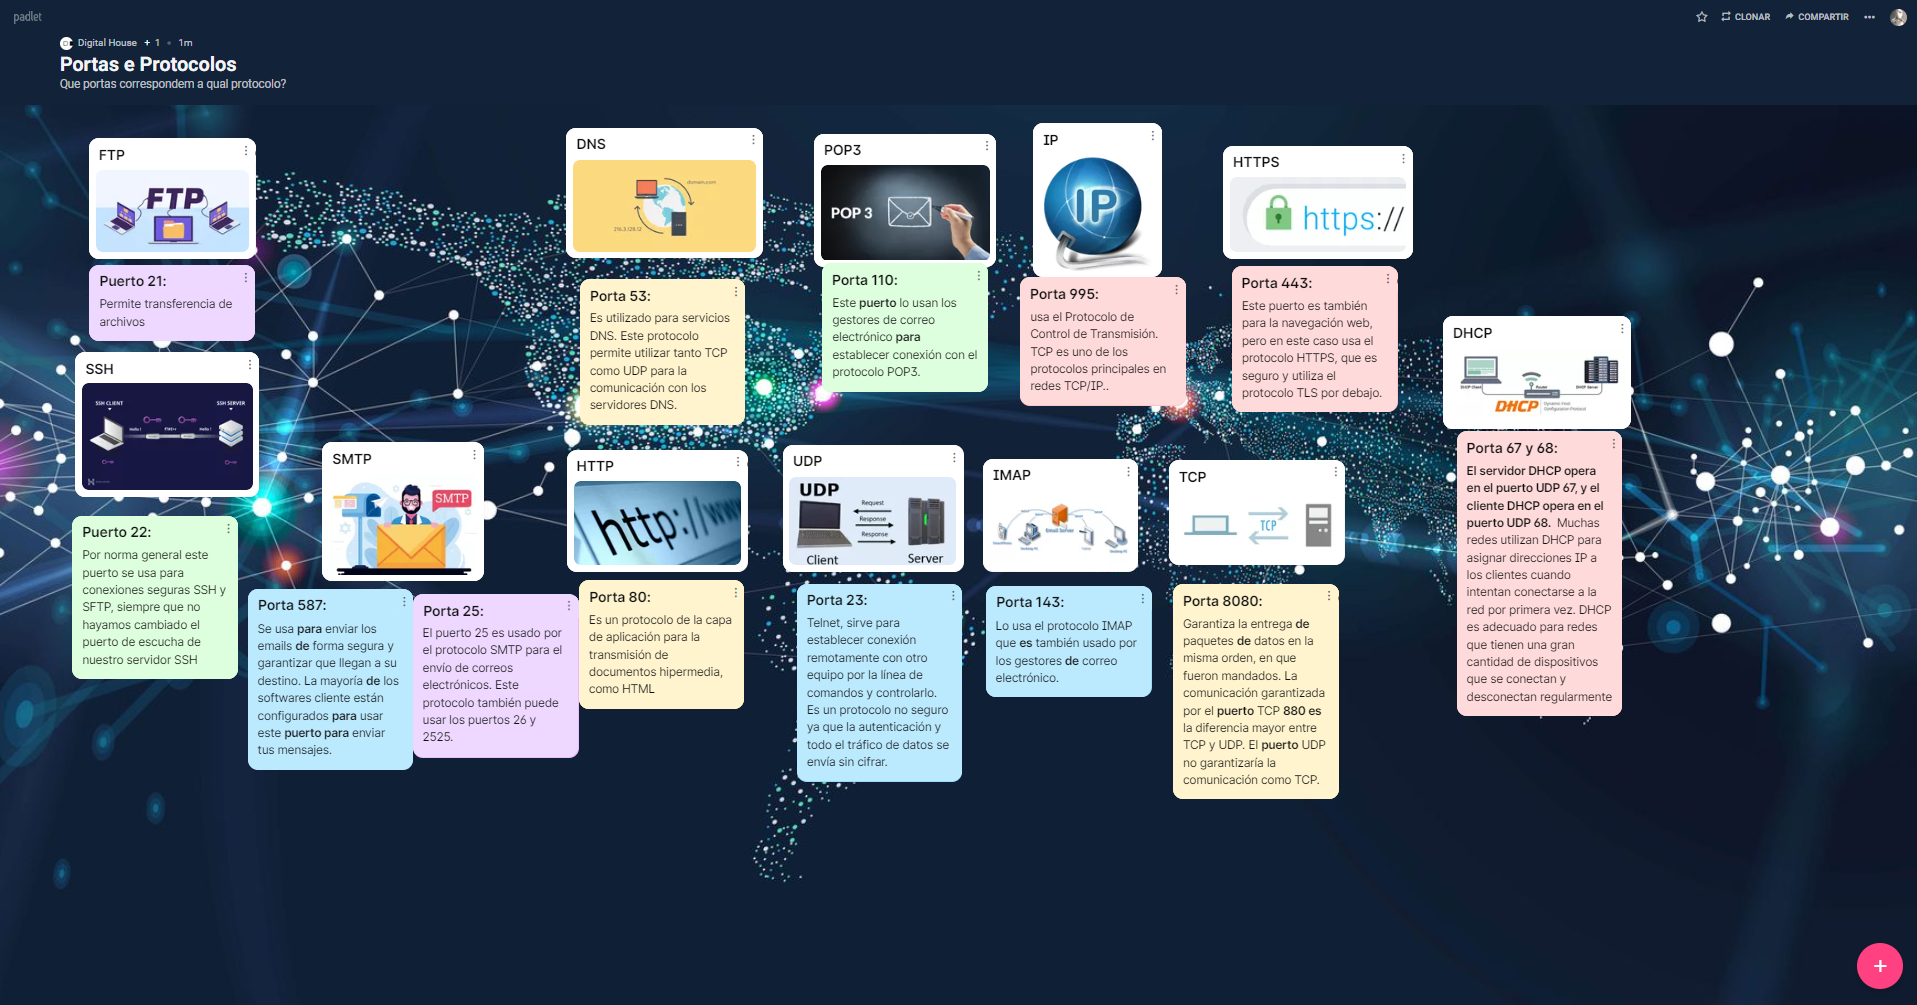 padlet
CLONAR
COMPARTIR
Digital House + 1 • 1m
Portas e Protocolos
Que portas correspondem a qual protocolo?
FTP
FTP
Puerto 21:
Permite transferencia de
archivos
SSH
SSH CLIENT
SSH SERVER
Puerto 22:
Por norma general este
puerto se usa para
conexiones seguras SSH y
SFTP, siempre que no
hayamos cambiado el
puerto de escucha de
nuestro servidor SSH
SMTP
SMTP
Porta 587:
Se usa para enviar los
emails de forma segura y
garantizar que llegan a su
destino. La mayoría de los
softwares cliente están
configurados para usar
este puerto para enviar
tus mensajes.
Porta 25:
El puerto 25 es usado por
el protocolo SMTP para el
envío de correos
electrónicos. Este
protocolo también puede
usar los puertos 26 y
2525.
DNS
domain.com
216.3.128.12
Porta 53:
Es utilizado para servicios
DNS. Este protocolo
permite utilizar tanto TCP
como UDP para la
comunicación con los
servidores DNS.
HTTP
http://www
Porta 80:
Es un protocolo de la capa
de aplicación para la
transmisión de
documentos hipermedia,
como HTML
POP3
POP 3
Porta 110:
Este puerto lo usan los
gestores de correo
electrónico para
establecer conexión con el
protocolo POP3.
UDP
UDP
Request
Response
Response
Client
Server
Porta 23:
Telnet, sirve para
establecer conexión
remotamente con otro
equipo por la línea de
comandos y controlarlo.
Es un protocolo no seguro
ya que la autenticación y
todo el tráfico de datos se
envía sin cifrar.
IP
IP
Porta 995:
usa el Protocolo de
Control de Transmisión.
TCP es uno de los
protocolos principales en
redes TCP/IP..
IMAP
Email Server
Porta 143:
Lo usa el protocolo IMAP
que es también usado por
los gestores de correo
electrónico.
HTTPS
https://
Porta 443:
Este puerto es también
para la navegación web,
pero en este caso usa el
protocolo HTTPS, que es
seguro y utiliza el
protocolo TLS por debajo.
TCP
TCP
Porta 8080:
Garantiza la entrega de
paquetes de datos en la
misma orden, en que
fueron mandados. La
comunicación garantizada
por el puerto TCP 880 es
la diferencia mayor entre
TCP y UDP. El puerto UDP
no garantizaría la
comunicación como TCP.
DHCP
DHCP Client
Router
DHCP Server
DHCP
Porta 67 y 68:
El servidor DHCP opera
en el puerto UDP 67, y el
cliente DHCP opera en el
puerto UDP 68. Muchas
redes utilizan DHCP para
asignar direcciones IP a
los clientes cuando
intentan conectarse a la
red por primera vez. DHCP
es adecuado para redes
que tienen una gran
cantidad de dispositivos
que se conectan y
desconectan regularmente